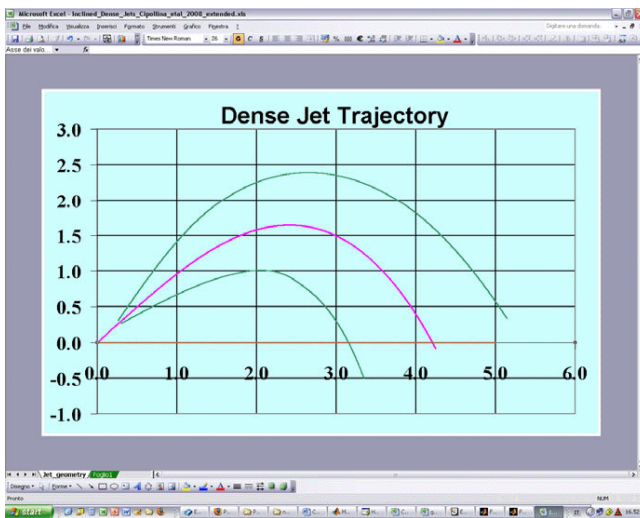 Microsoft Excel - Inclined_Dense_Jets_Cipollina_etal_2008_extended.xls
File Modifica Visualizza Inserisci Formato Strumenti Grafico Finestra ? Digitare una domanda.
Times New Roman 26 G C S
Asse dei valo... fx
Dense Jet Trajectory
3.0
2.5
2.0
1.5
1.0
0.5
0.0
-0.5 0.0 1.0 2.0 3.0 4.0 5.0 6.0
-1.0
Jet_geometry Foglio1
Disegno Forme
Pronto NUM
start 16.52